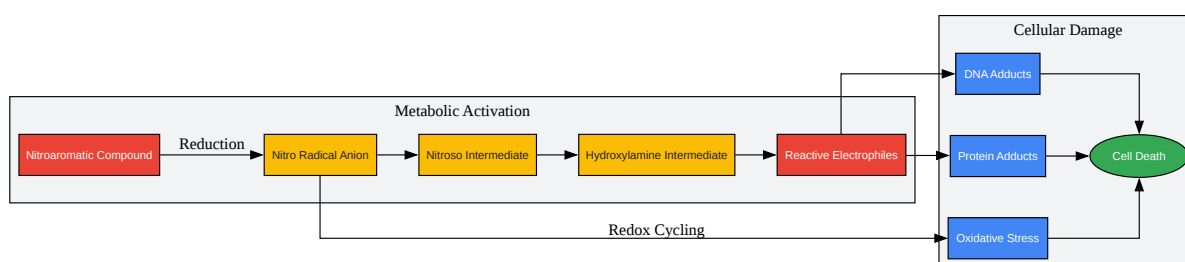 Cellular Damage
DNA Adducts
Metabolic Activation
Nitroaromatic Compound
Reduction
Nitro Radical Anion
Nitroso Intermediate
Hydroxylamine Intermediate
Reactive Electrophiles
Protein Adducts
Cell Death
Redox Cycling
Oxidative Stress